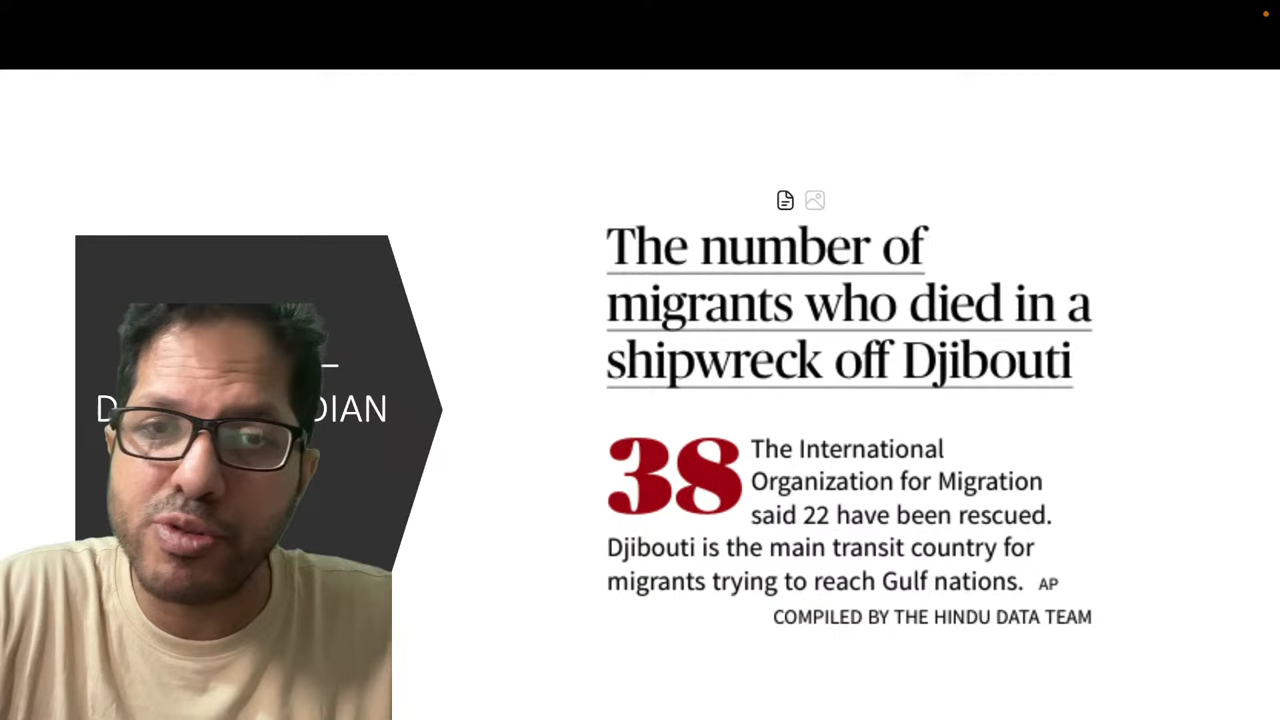 The number of
migrants who died in a
shipwreck off Djibouti
38
The International
Organization for Migration
said 22 have been rescued.
Djibouti is the main transit country for
migrants trying to reach Gulf nations. AP
COMPILED BY THE HINDU DATA TEAM